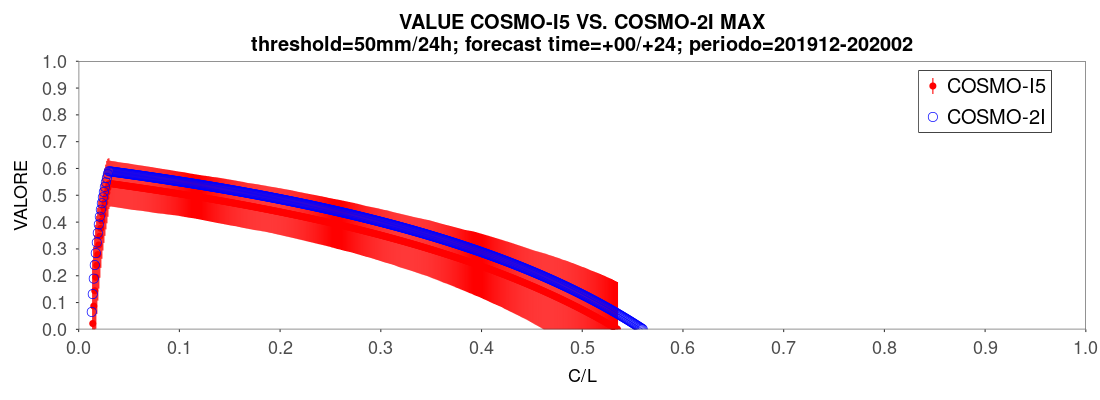 VALUE COSMO-I5 VS. COSMO-2I MAX
threshold=50mm/24h; forecast time=+00/+24; periodo=201912-202002
1.0
0.9
0.8
0.7
0.6
0.5
0.4
0.3
0.2
0.1
0.0
VALORE
COSMO-I5
COSMO-2I
0.0 0.1 0.2 0.3 0.4 0.5 0.6 0.7 0.8 0.9 1.0
C/L